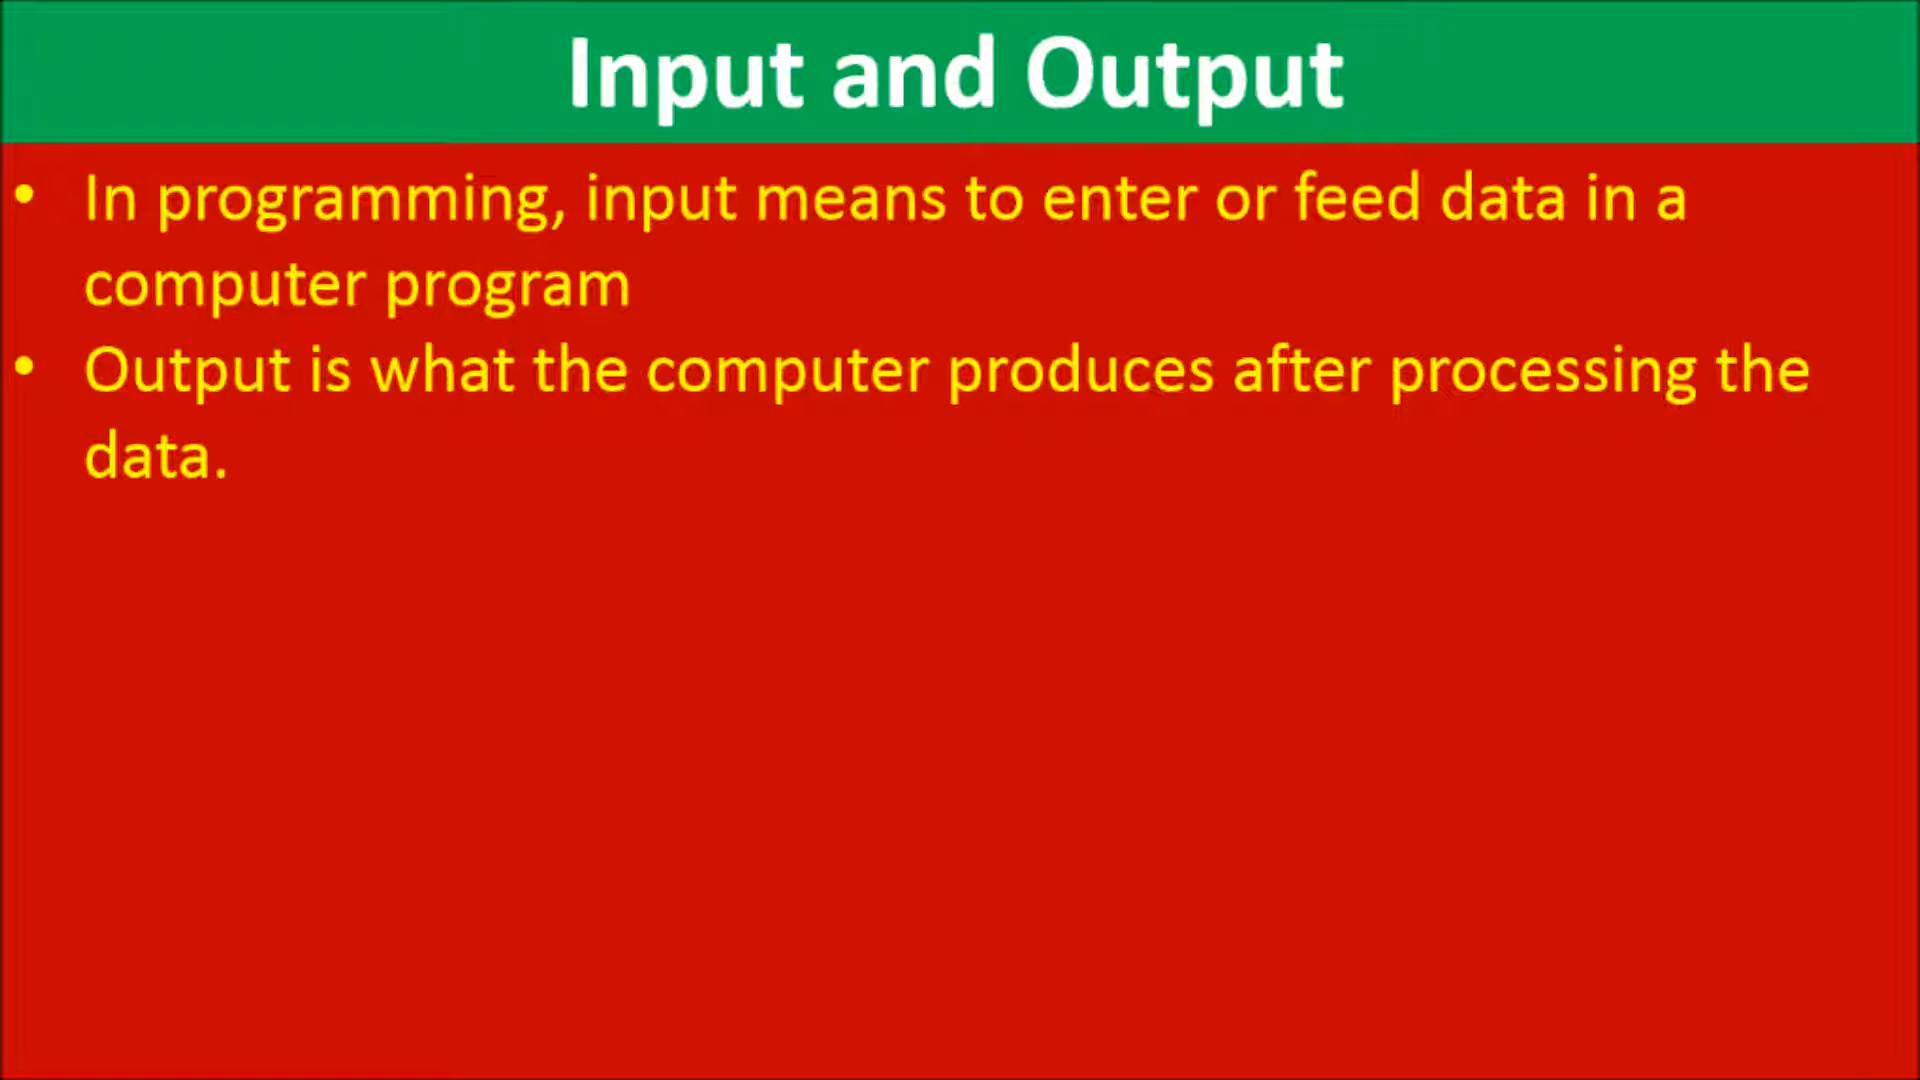 Input and Output
• In programming, input means to enter or feed data in a
computer program
• Output is what the computer produces after processing the
data.